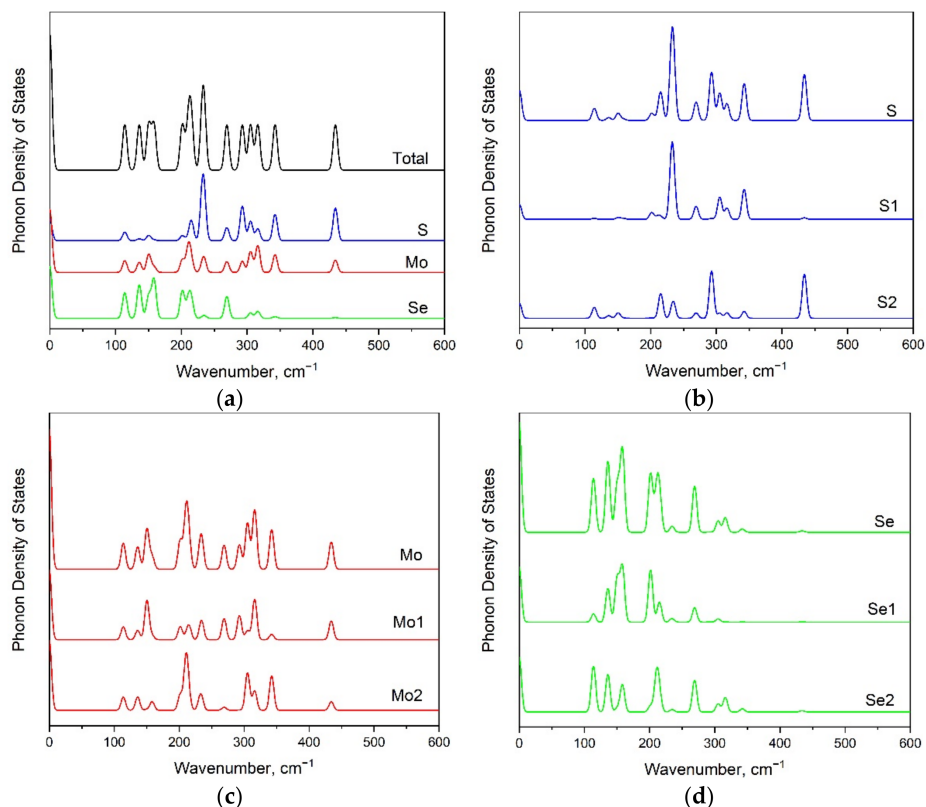 Phonon Density of States
Total
S
Mo
Se
0 100 200 300 400 500 600
Wavenumber, cm⁻¹
(a)
Phonon Density of States
S
S1
S2
0 100 200 300 400 500 600
Wavenumber, cm⁻¹
(b)
Phonon Density of States
Mo
Mo1
Mo2
0 100 200 300 400 500 600
Wavenumber, cm⁻¹
(c)
Phonon Density of States
Se
Se1
Se2
0 100 200 300 400 500 600
Wavenumber, cm⁻¹
(d)